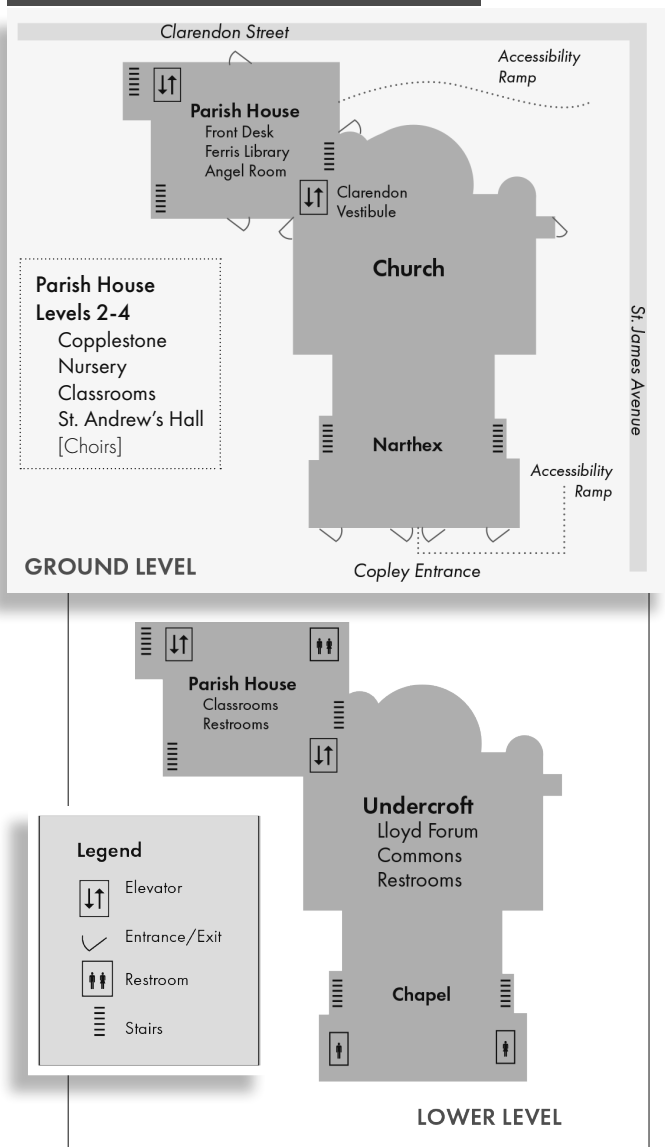 Clarendon Street
Accessibility
Ramp
Parish House
Front Desk
Ferris Library
Angel Room
Clarendon
Vestibule
Church
Parish House
Levels 2-4
Copplestone
Nursery
Classrooms
St. Andrew's Hall
[Choirs]
St. James Avenue
Narthex
Accessibility
Ramp
GROUND LEVEL
Copley Entrance
Parish House
Classrooms
Restrooms
Undercroft
Lloyd Forum
Commons
Restrooms
Legend
Elevator
Entrance/Exit
Restroom
Stairs
Chapel
LOWER LEVEL